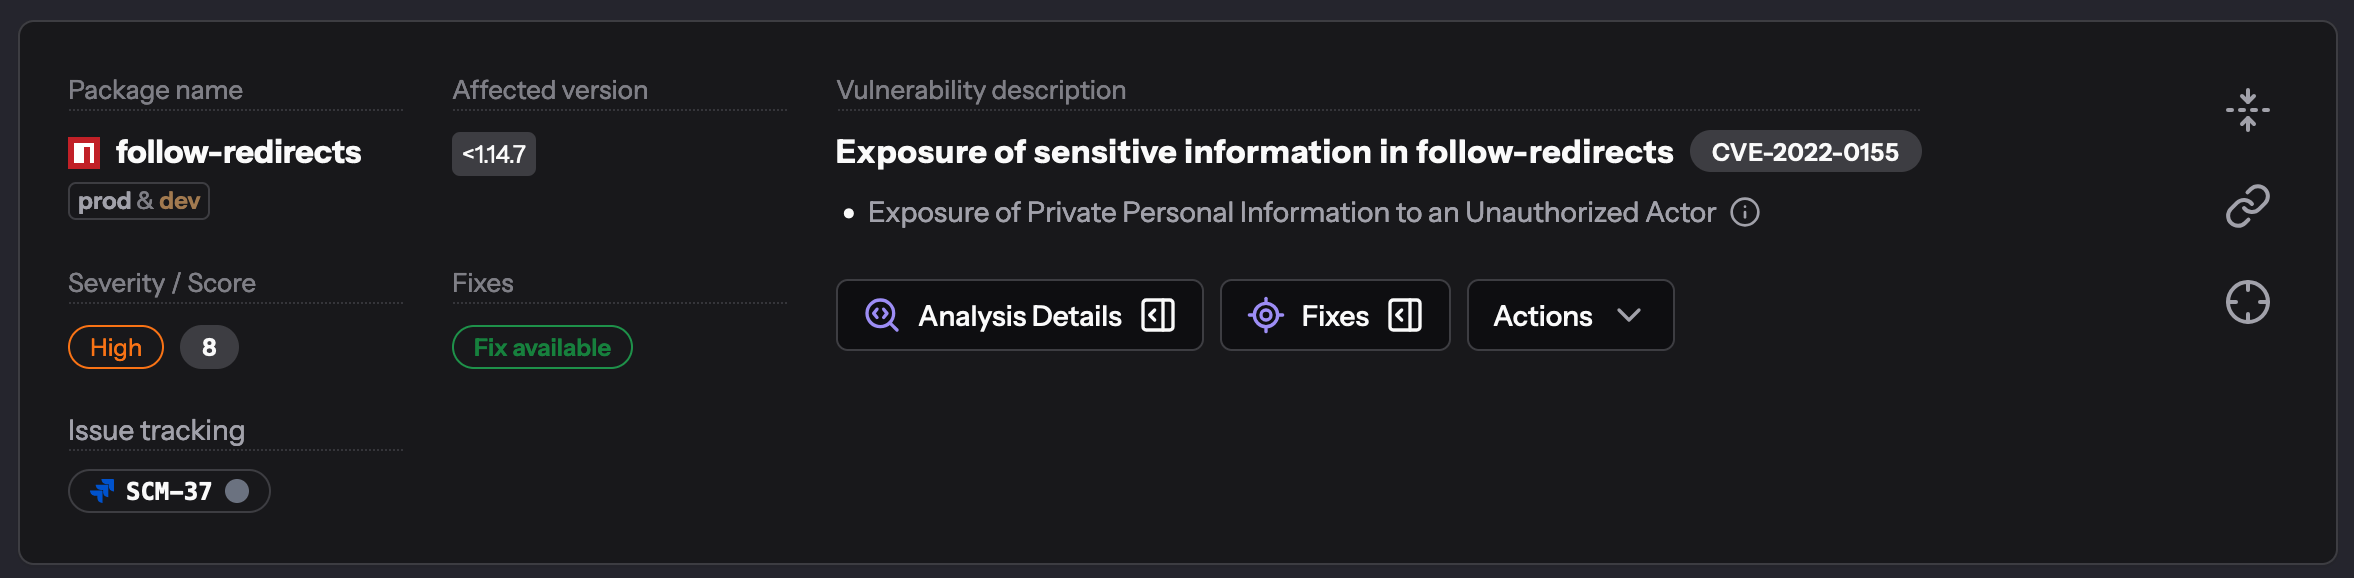 Package name
follow-redirects
prod & dev
Affected version
<1.14.7
Vulnerability description
Exposure of sensitive information in follow-redirects CVE-2022-0155
• Exposure of Private Personal Information to an Unauthorized Actor
Severity / Score
High 8
Fixes
Fix available
Analysis Details Fixes Actions
Issue tracking
SCM-37